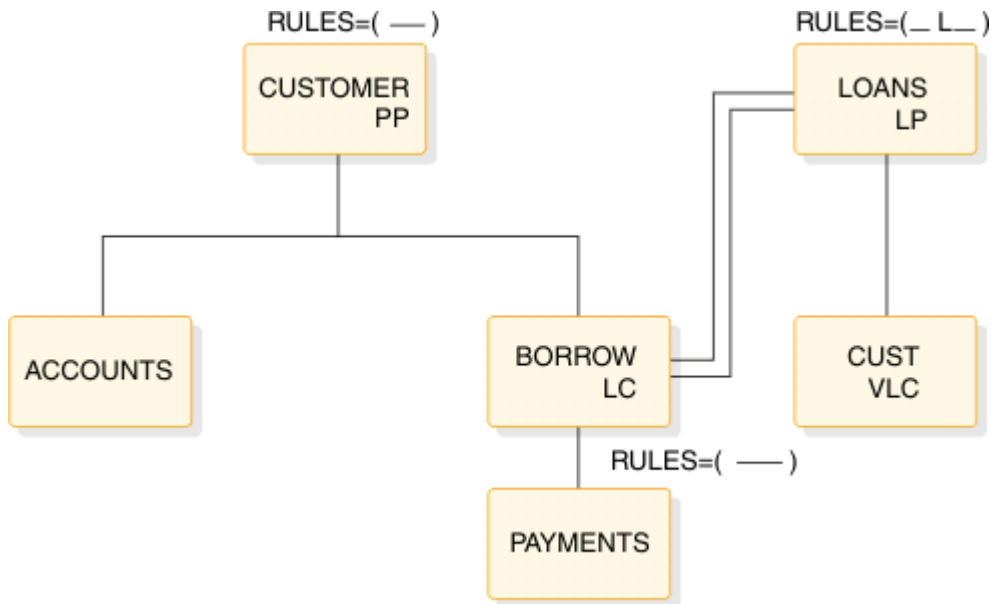 RULES=( — )
RULES=(_ L_ )
CUSTOMER
PP
LOANS
LP
ACCOUNTS
BORROW
LC
CUST
VLC
RULES=( — )
PAYMENTS